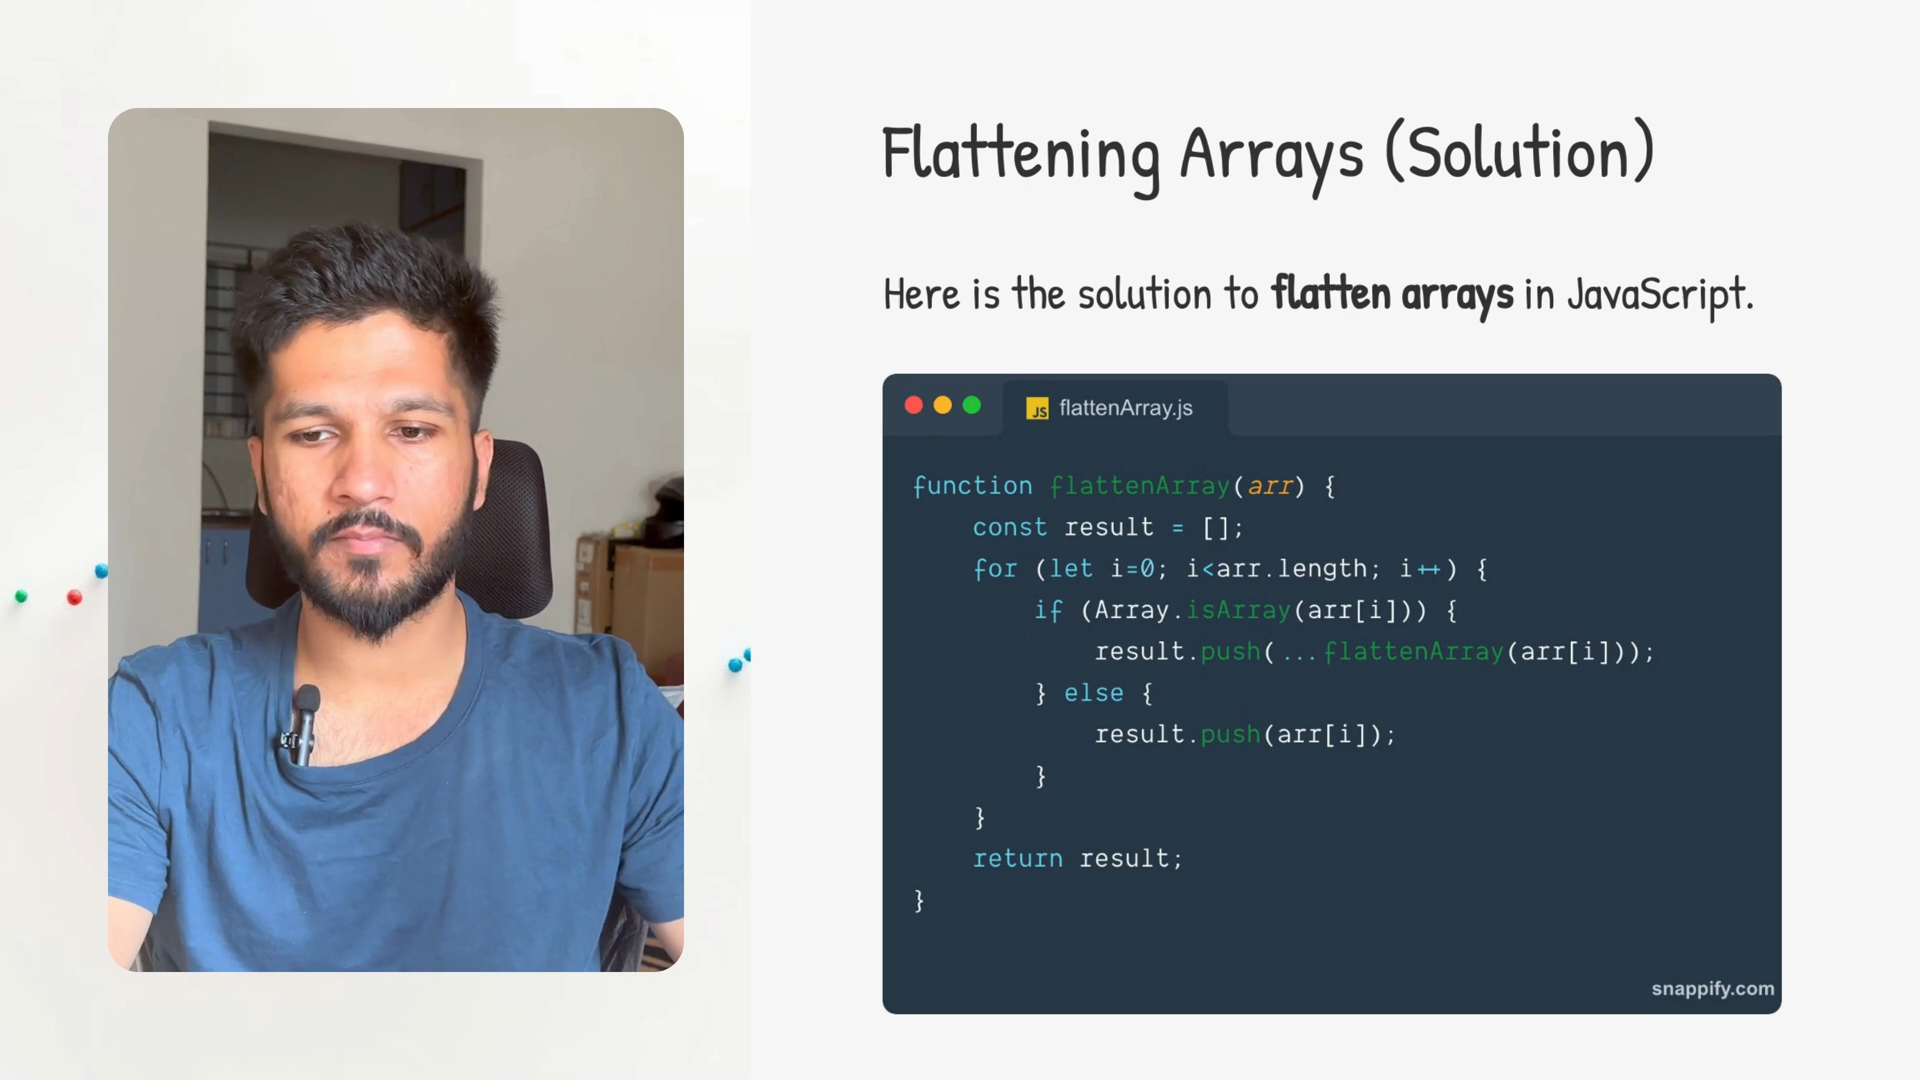 Flattening Arrays (Solution)
Here is the solution to flatten arrays in JavaScript.
JS flattenArray.js
function flattenArray(arr) {
    const result = [];
    for (let i=0; i<arr.length; i++) {
        if (Array.isArray(arr[i])) {
            result.push(...flattenArray(arr[i]));
        } else {
            result.push(arr[i]);
        }
    }
    return result;
}
snappify.com